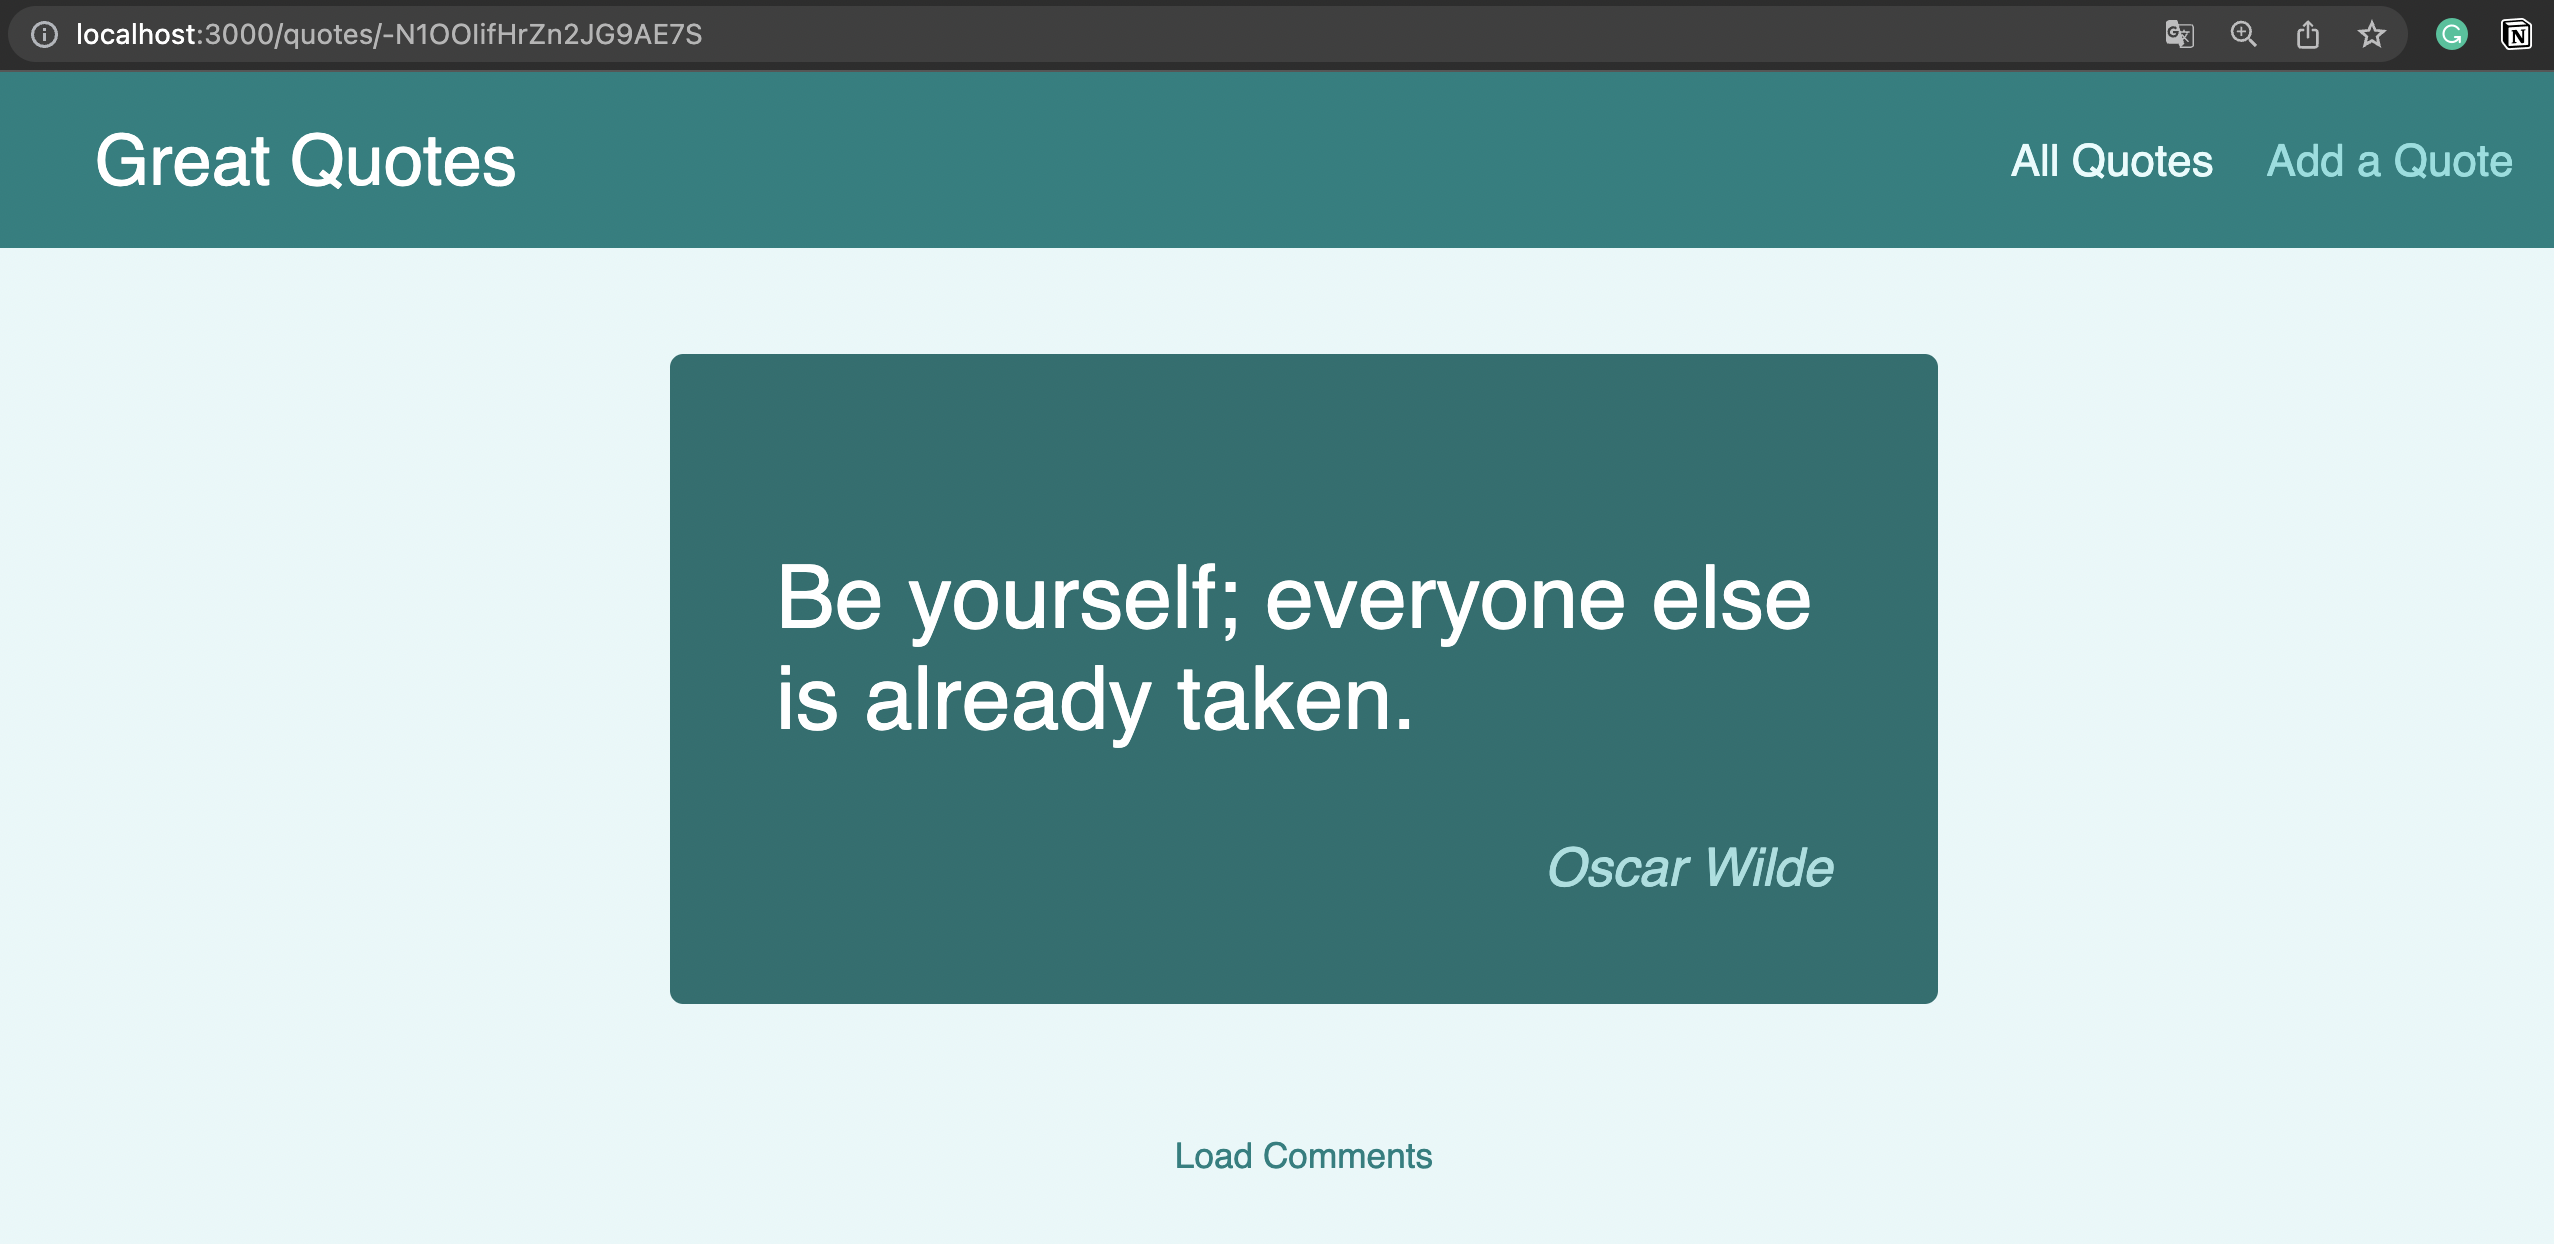 localhost:3000/quotes/-N1OOlifHrZn2JG9AE7S
Great Quotes
All Quotes
Add a Quote
Be yourself; everyone else
is already taken.
Oscar Wilde
Load Comments